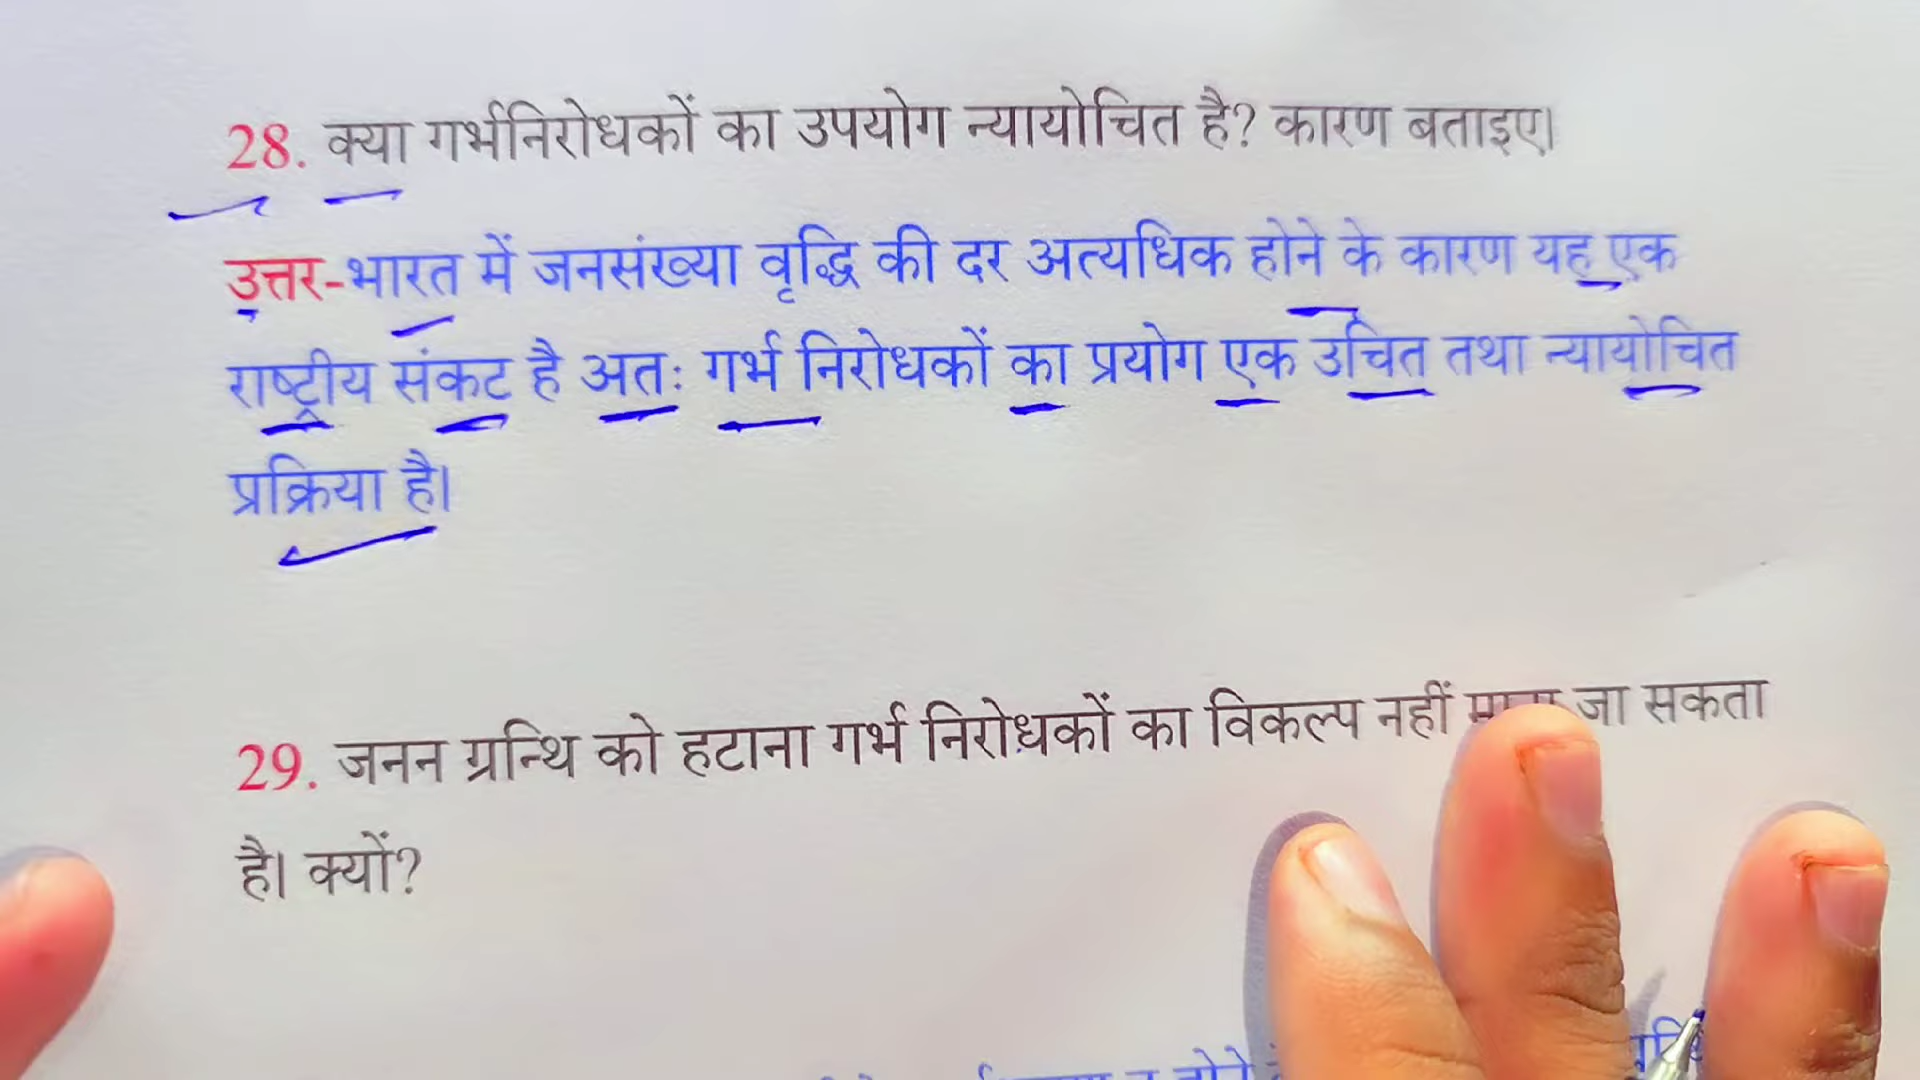 28. क्या गर्भनिरोधकों का उपयोग न्यायोचित है? कारण बताइए।
उत्तर-भारत में जनसंख्या वृद्धि की दर अत्यधिक होने के कारण यह एक
राष्ट्रीय संकट है अतः गर्भ निरोधकों का प्रयोग एक उचित तथा न्यायोचित
प्रक्रिया है।
29. जनन ग्रन्थि को हटाना गर्भ निरोधकों का विकल्प नहीं जा सकता
है। क्यों?